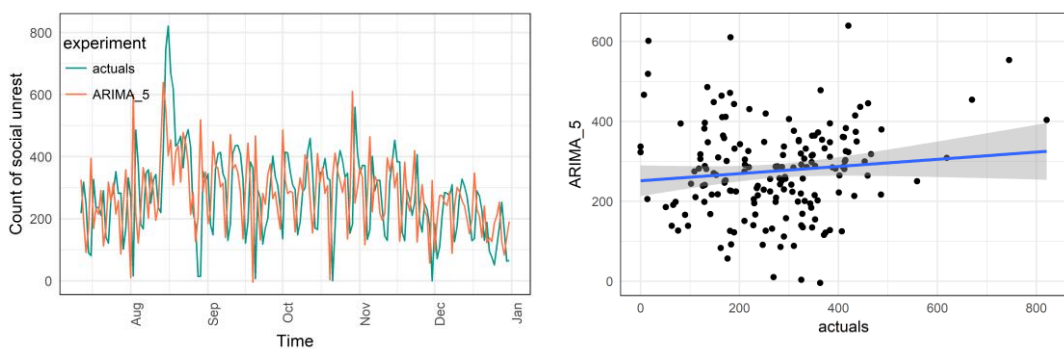 Count of social unrest
800
600
400
200
0
experiment
actuals
ARIMA_5
Aug
Sep
Oct
Nov
Dec
Jan
Time
ARIMA_5
600
400
200
0
0
200
400
600
800
actuals